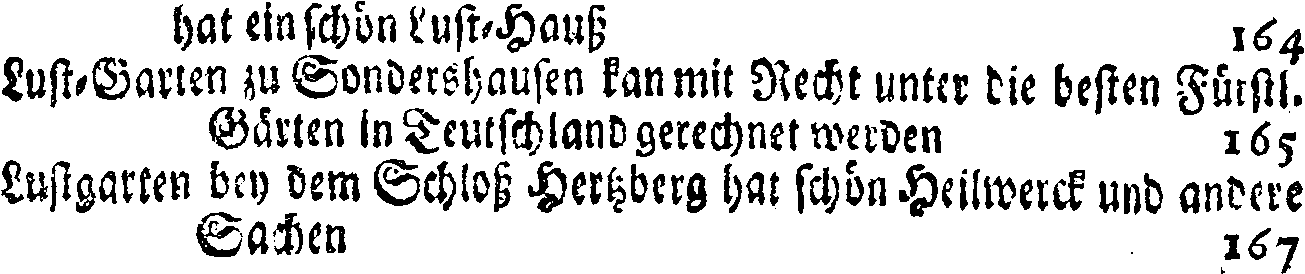 hat ein schön Lust-Hauß 164
Lust-Garten zu Sondershausen kan mit Recht unter die besten Fürstl.
Gärten in Teutschland gerechnet werden 165
Lustgarten bey dem Schloß Hertzberg hat schön Heilwerck und andere
Sachen 167